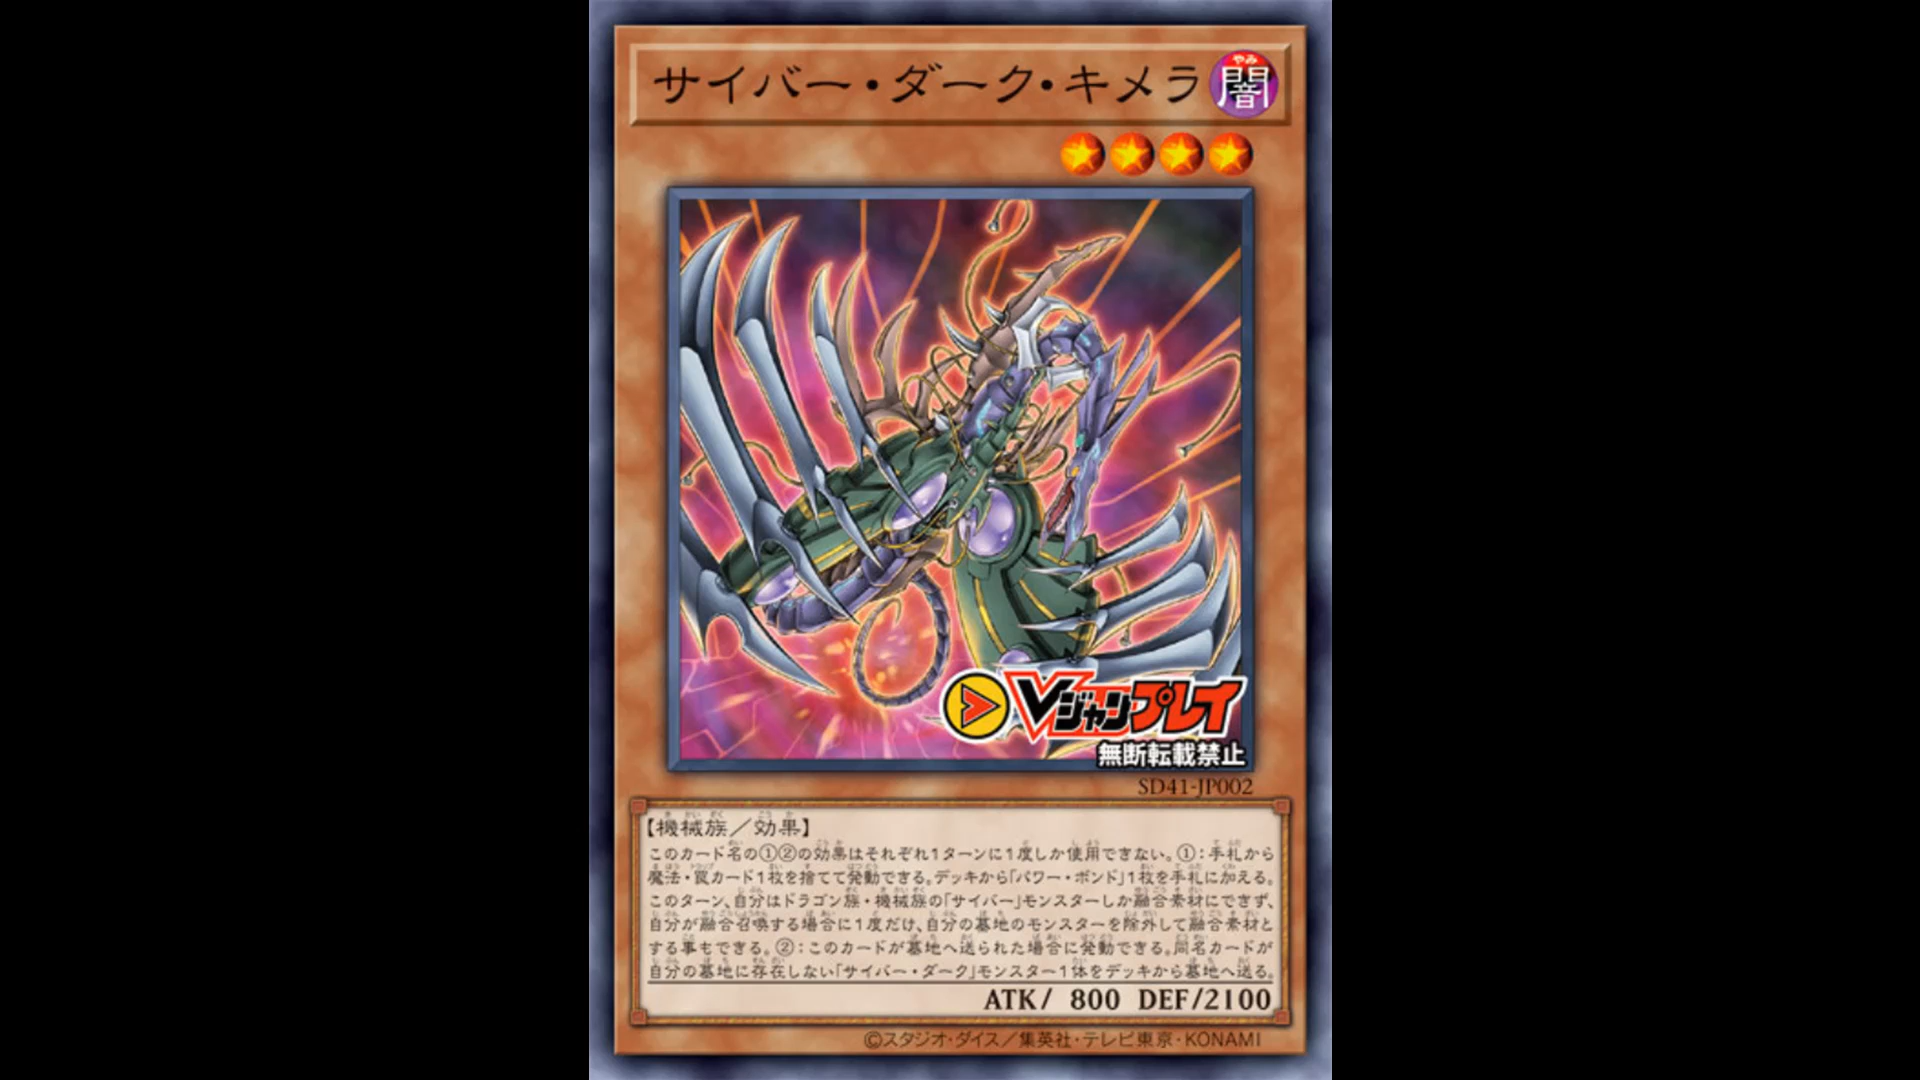 サイバー・ダーク・キメラ
やみ
闇
Vジャンプレイ
無断転載禁止
SD41-JP002
【機械族／効果】
このカード名の①②の効果はそれぞれ1ターンに1度しか使用できない。①：手札から
魔法・罠カード1枚を捨てて発動できる。デッキから「パワー・ボンド」1枚を手札に加える。
このターン、自分はドラゴン族・機械族の「サイバー」モンスターしか融合素材にできず、
自分が融合召喚する場合に1度だけ、自分の墓地のモンスターを除外して融合素材と
する事もできる。②：このカードが墓地へ送られた場合に発動できる。同名カードが
自分の墓地に存在しない「サイバー・ダーク」モンスター1体をデッキから墓地へ送る。
ATK/ 800 DEF/2100
©スタジオ・ダイス／集英社・テレビ東京・KONAMI